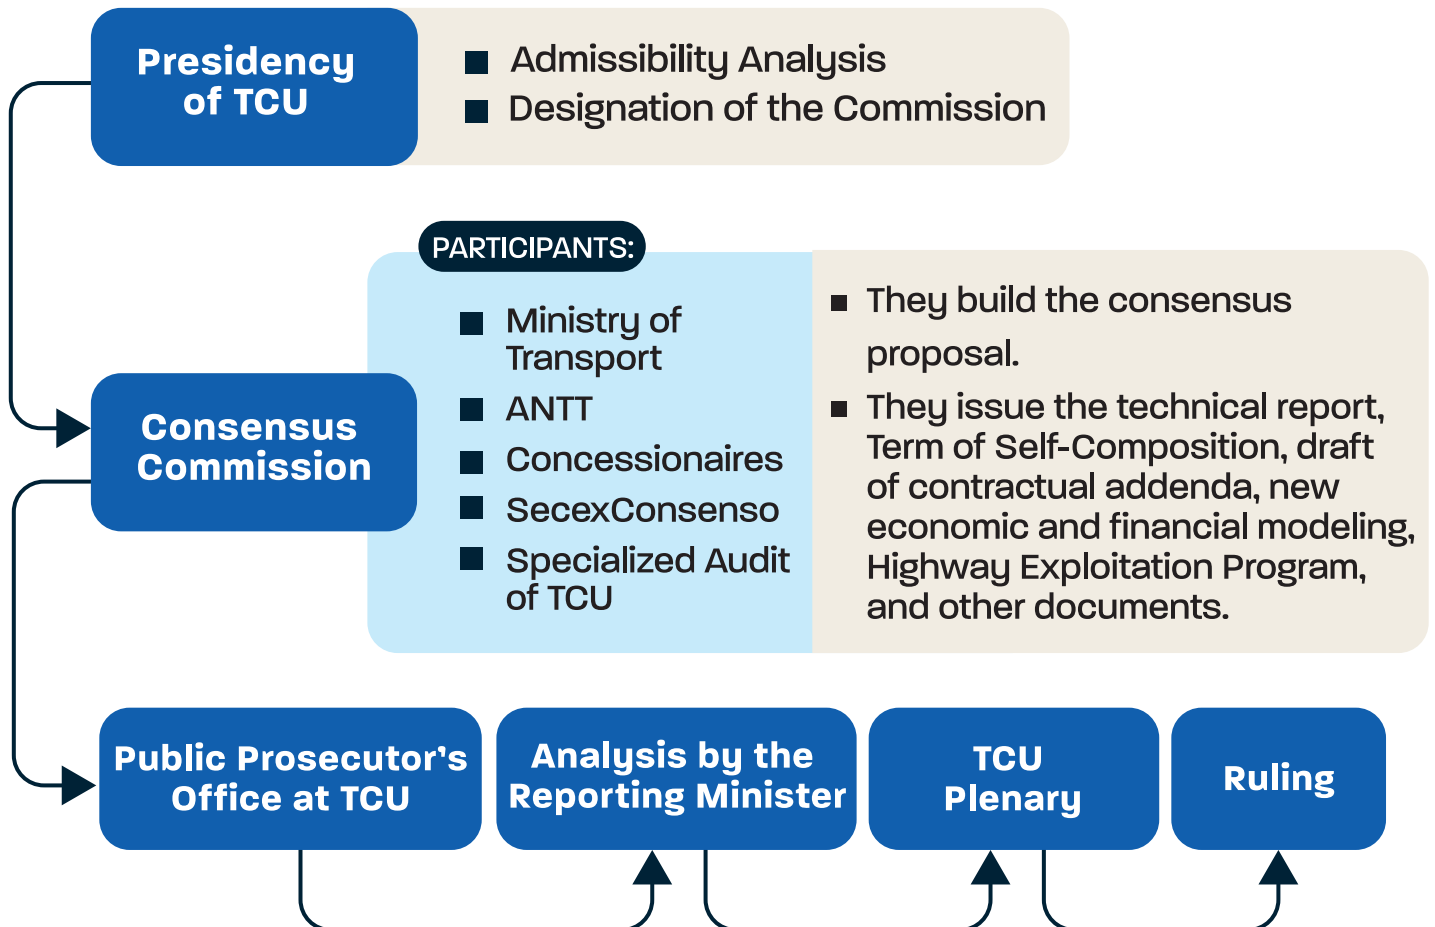 Presidency
of TCU
Admissibility Analysis
Designation of the Commission
PARTICIPANTS:
Consensus
Commission
Ministry of
Transport
ANTT
Concessionaires
SecexConsenso
Specialized Audit
of TCU
They build the consensus
proposal.
They issue the technical report,
Term of Self-Composition, draft
of contractual addenda, new
economic and financial modeling,
Highway Exploitation Program,
and other documents.
Public Prosecutor's
Office at TCU
Analysis by the
Reporting Minister
TCU
Plenary
Ruling